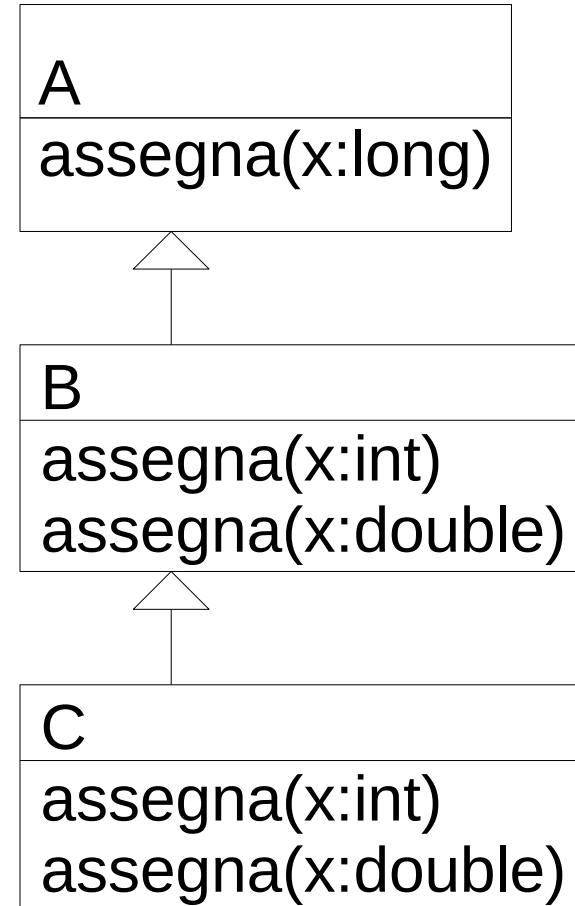 A
assegna(x:long)
B
assegna(x:int)
assegna(x:double)
C
assegna(x:int)
assegna(x:double)